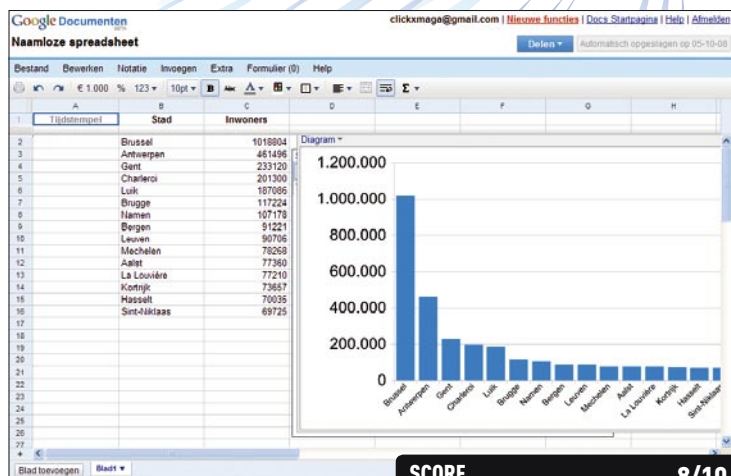 Google Documenten
BETA
clickxmaga@gmail.com | Nieuwe functies | Docs Startpagina | Help | Afmelden
Naamloze spreadsheet
Delen
Automatisch opgeslagen op 05-10-08
Bestand Bewerken Notatie Invoegen Extra Formulier (0) Help
€ 1.000 % 123 10pt B Abc A Σ
A B C D E F G H
1 Tijdstempel Stad Inwoners
2 Brussel 1018804
3 Antwerpen 461496
4 Gent 233120
5 Charleroi 201300
6 Luik 187086
7 Brugge 117224
8 Namen 107178
9 Bergen 91221
10 Leuven 90706
11 Mechelen 78268
12 Aalst 77360
13 La Louvière 77210
14 Kortrijk 73657
15 Hasselt 70035
16 Sint-Niklaas 69725
17
18
19
20
21
22
23
24
25
26
27
Diagram
1.200.000
1.000.000
800.000
600.000
400.000
200.000
0
Brussel Antwerpen Gent Charleroi Luik Brugge Namen Bergen Leuven Mechelen Aalst La Louvière Kortrijk Hasselt Sint-Niklaas
Blad toevoegen Blad1
SCORE 8/10